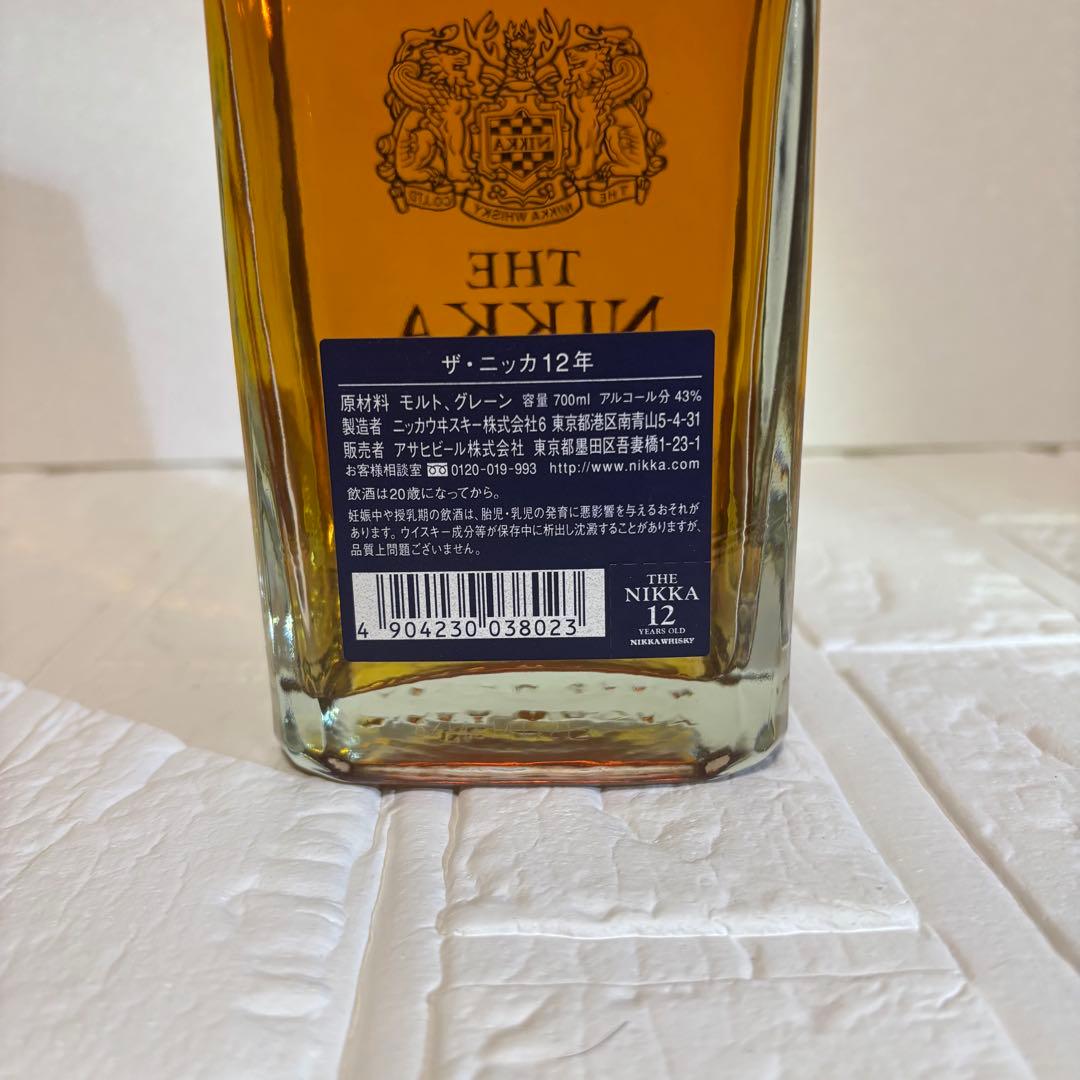 NIKKA
THE NIKKA WHISKY CO.,LTD.
THE
NIKKA
ザ・ニッカ12年
原材料 モルト、グレーン 容量 700ml アルコール分 43%
製造者 ニッカウヰスキー株式会社6 東京都港区南青山5-4-31
販売者 アサヒビール株式会社 東京都墨田区吾妻橋1-23-1
お客様相談室 0120-019-993 http://www.nikka.com
飲酒は20歳になってから。
妊娠中や授乳期の飲酒は、胎児・乳児の発育に悪影響を与えるおそれが
あります。ウイスキー成分等が保存中に析出し沈澱することがありますが、
品質上問題ございません。
4 904230 038023
THE
NIKKA
12
YEARS OLD
NIKKA WHISKY